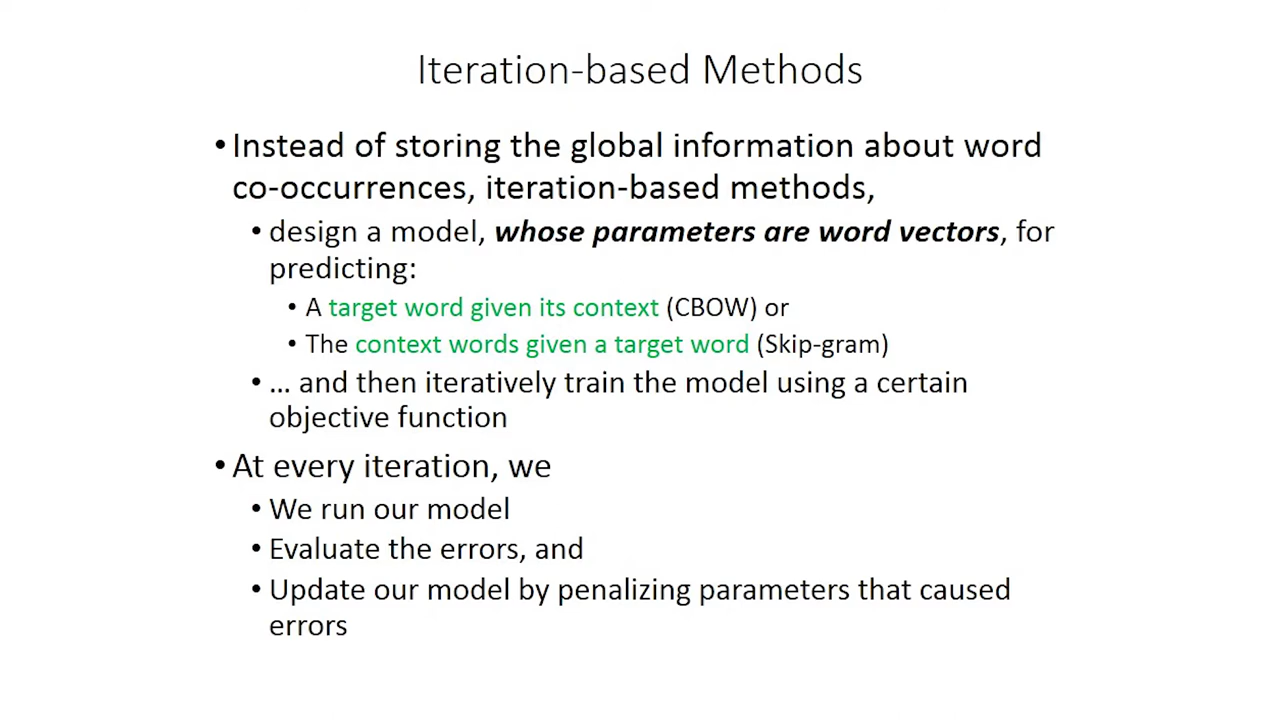 Iteration-based Methods
• Instead of storing the global information about word
co-occurrences, iteration-based methods,
• design a model, whose parameters are word vectors, for
predicting:
• A target word given its context (CBOW) or
• The context words given a target word (Skip-gram)
• … and then iteratively train the model using a certain
objective function
• At every iteration, we
• We run our model
• Evaluate the errors, and
• Update our model by penalizing parameters that caused
errors